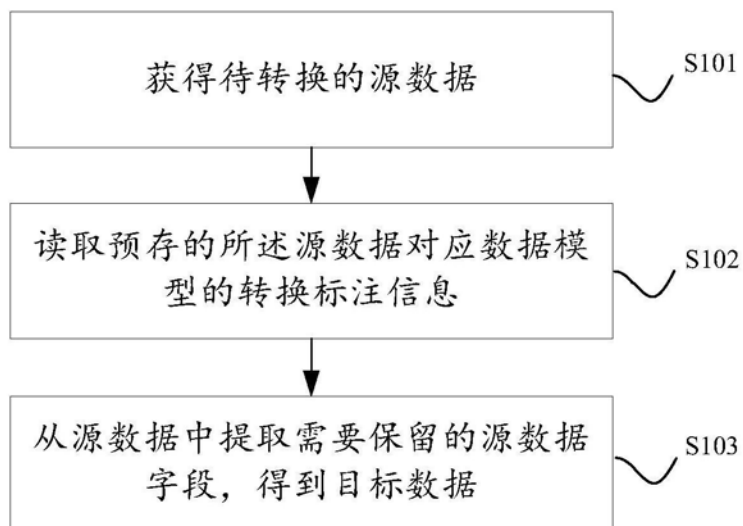 获得待转换的源数据
S101
读取预存的所述源数据对应数据模
型的转换标注信息
S102
从源数据中提取需要保留的源数据
字段，得到目标数据
S103